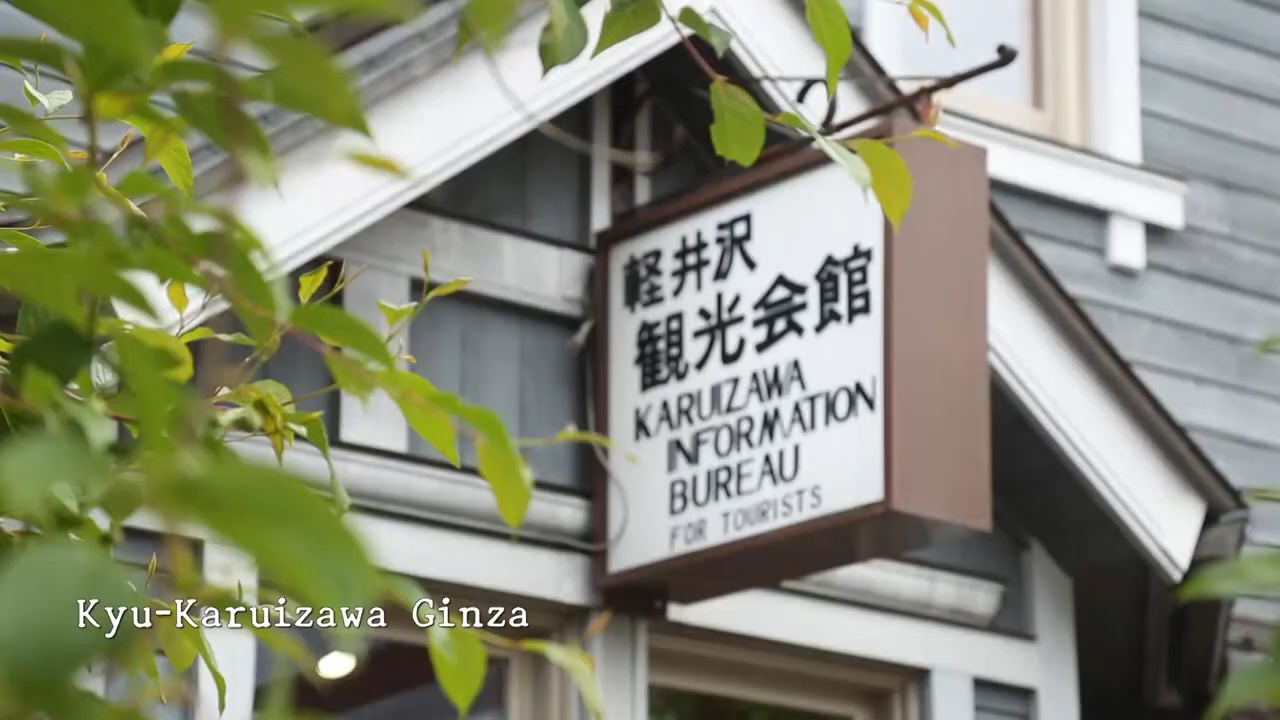 軽井沢
観光会館
KARUIZAWA
INFORMATION
BUREAU
FOR TOURISTS
Kyu-Karuizawa Ginza